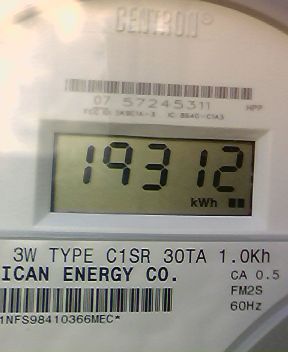 CENTRON®
07 57245311 HPP
19312
kWh
3W TYPE C1SR 30TA 1.0Kh
ICAN ENERGY CO. CA 0.5
FM2S
60Hz
1NFS98410366MEC*